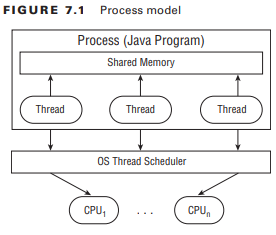 FIGURE 7.1 Process model
Process (Java Program)
Shared Memory
Thread
Thread
Thread
OS Thread Scheduler
CPU1
. . .
CPUn